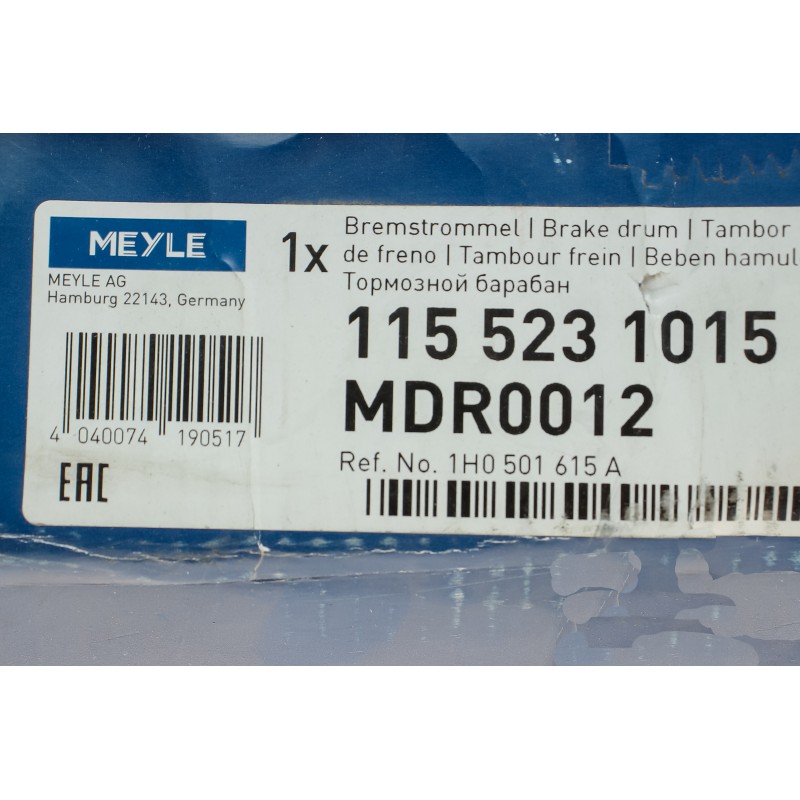 MEYLE
MEYLE AG
Hamburg 22143, Germany
4 040074 190517
EAC
1x
Bremstrommel | Brake drum | Tambor
de freno | Tambour frein | Beben hamul
Тормозной барабан
115 523 1015
MDR0012
Ref. No. 1H0 501 615 A